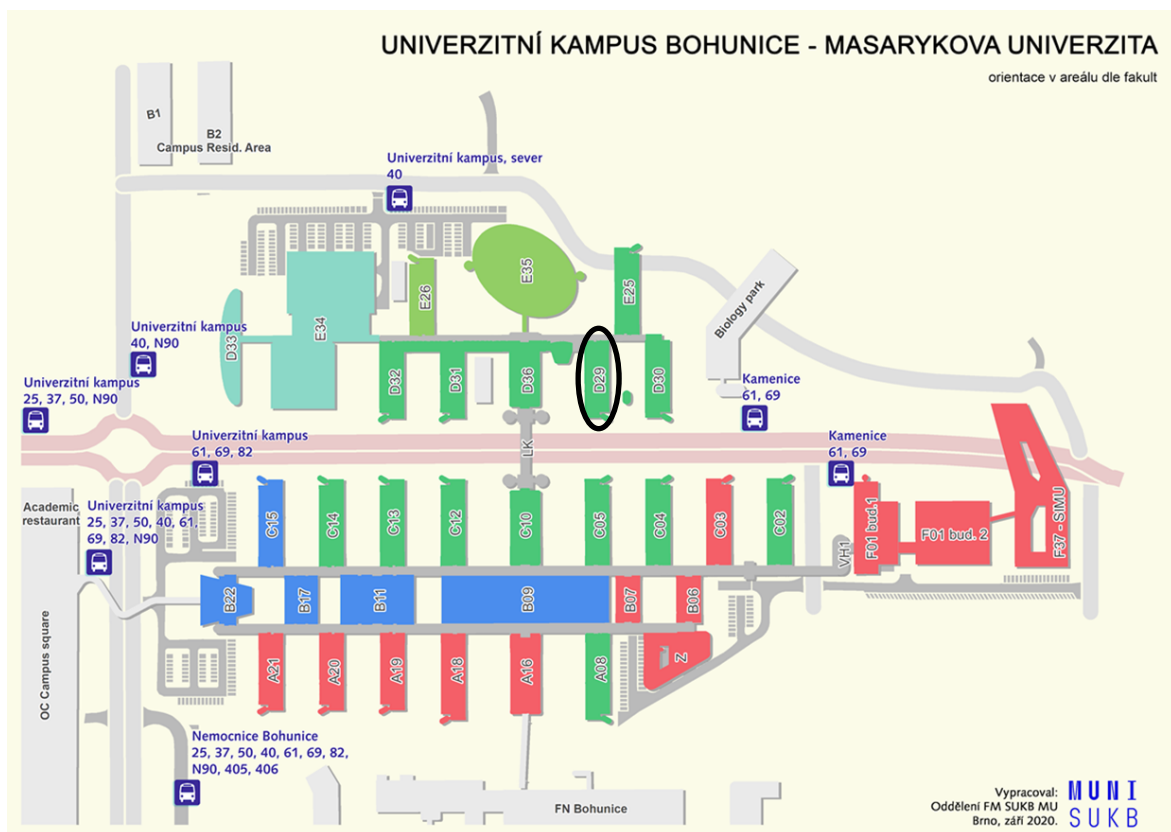 UNIVERZITNÍ KAMPUS BOHUNICE - MASARYKOVA UNIVERZITA
orientace v areálu dle fakult
B1
B2
Campus Resid. Area
Univerzitní kampus, sever
40
E35
E25
E26
E34
D33
Biology park
Univerzitní kampus
40, N90
D32
D31
D36
D29
D30
Univerzitní kampus
25, 37, 50, N90
Kamenice
61, 69
Univerzitní kampus
61, 69, 82
LK
Kamenice
61, 69
Academic
restaurant
Univerzitní kampus
25, 37, 50, 40, 61,
69, 82, N90
C15
C14
C13
C12
C10
C05
C04
C03
C02
VH1
F01 bud.1
F01 bud. 2
F37 - SIMU
B22
B17
B11
B09
B07
B06
OC Campus square
A21
A20
A19
A18
A16
A08
Z
Nemocnice Bohunice
25, 37, 50, 40, 61, 69, 82,
N90, 405, 406
FN Bohunice
Vypracoval:
Oddělení FM SUKB MU
Brno, září 2020.
MUNI
SUKB